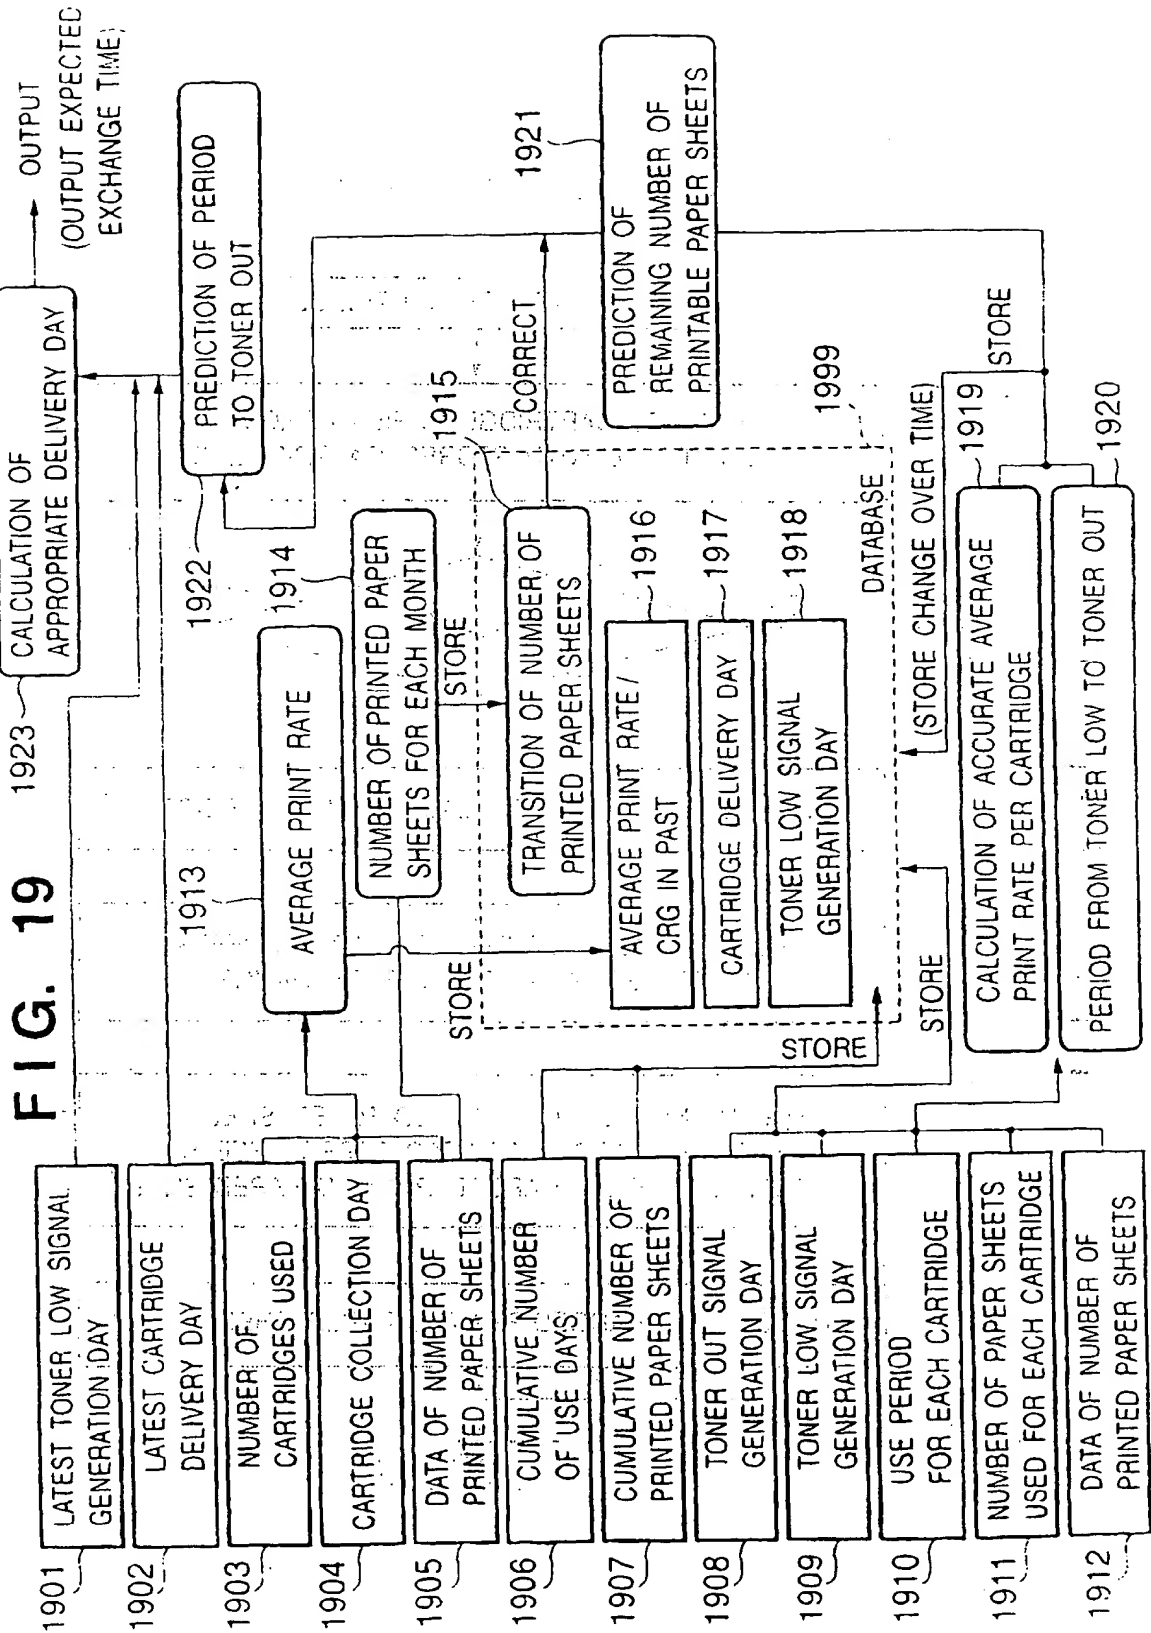 FIG. 19
1901
LATEST TONER LOW SIGNAL
GENERATION DAY
1902
LATEST CARTRIDGE
DELIVERY DAY
1903
NUMBER OF
CARTRIDGES USED
1904
CARTRIDGE COLLECTION DAY
1905
DATA OF NUMBER OF
PRINTED PAPER SHEETS
1906
CUMULATIVE NUMBER
OF USE DAYS
1907
CUMULATIVE NUMBER OF
PRINTED PAPER SHEETS
1908
TONER OUT SIGNAL
GENERATION DAY
1909
TONER LOW SIGNAL
GENERATION DAY
1910
USE PERIOD
FOR EACH CARTRIDGE
1911
NUMBER OF PAPER SHEETS
USED FOR EACH CARTRIDGE
1912
DATA OF NUMBER OF
PRINTED PAPER SHEETS
1913
AVERAGE PRINT RATE
1914
NUMBER OF PRINTED PAPER
SHEETS FOR EACH MONTH
STORE
STORE
1915
TRANSITION OF NUMBER OF
PRINTED PAPER SHEETS
CORRECT
AVERAGE PRINT RATE /
CRG IN PAST
1916
CARTRIDGE DELIVERY DAY
1917
TONER LOW SIGNAL
GENERATION DAY
1918
STORE
DATABASE
1999
STORE
(STORE CHANGE OVER TIME)
STORE
CALCULATION OF ACCURATE AVERAGE
PRINT RATE PER CARTRIDGE
1919
PERIOD FROM TONER LOW TO TONER OUT
1920
PREDICTION OF
REMAINING NUMBER OF
PRINTABLE PAPER SHEETS
1921
1922
PREDICTION OF PERIOD
TO TONER OUT
1923
CALCULATION OF
APPROPRIATE DELIVERY DAY
OUTPUT
(OUTPUT EXPECTED
EXCHANGE TIME)